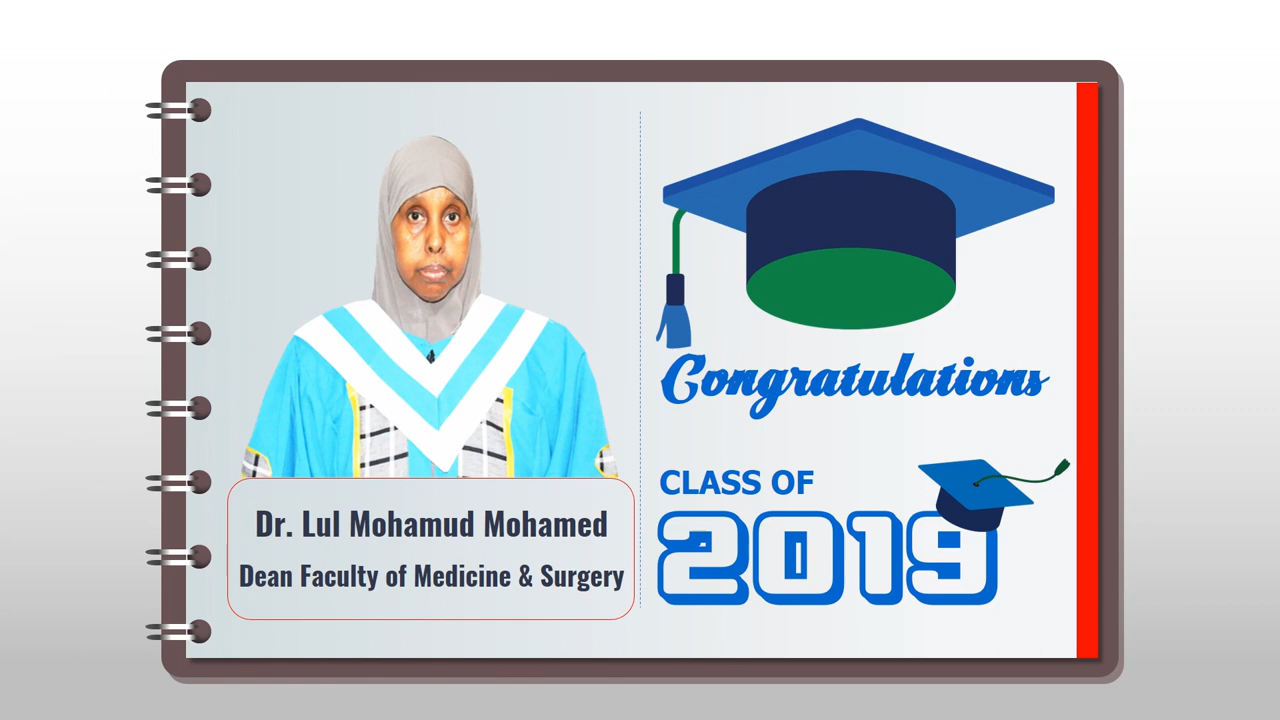 Dr. Lul Mohamud Mohamed
Dean Faculty of Medicine & Surgery
Congratulations
CLASS OF
2019